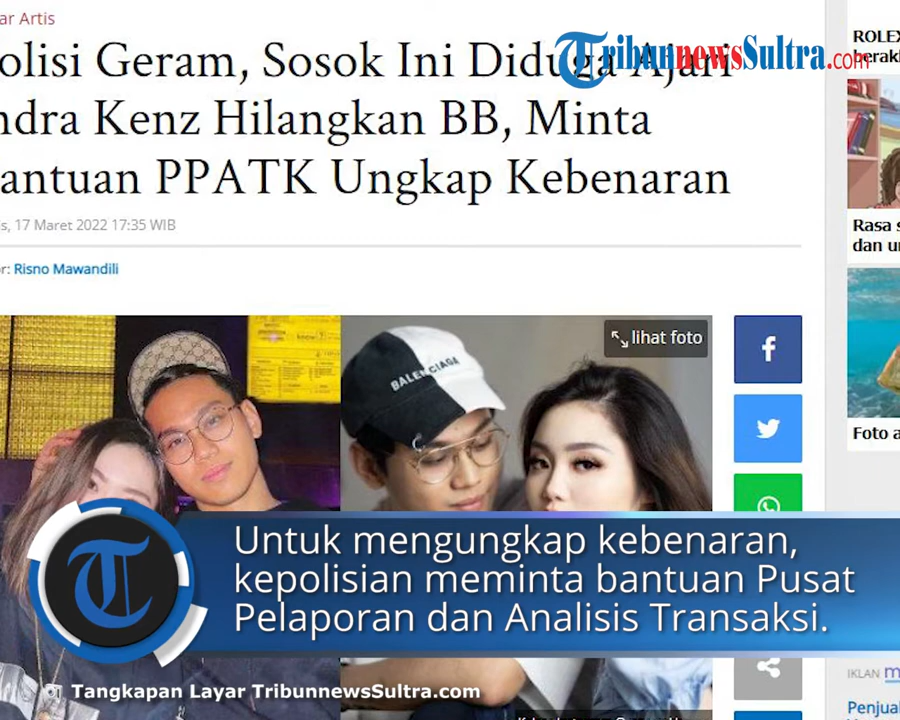 ar Artis
olisi Geram, Sosok Ini Diduga Ajari
ndra Kenz Hilangkan BB, Minta
antuan PPATK Ungkap Kebenaran
s, 17 Maret 2022 17:35 WIB
r: Risno Mawandili
TribunnewsSultra.com
ROLEX
berakh
Rasa s
dan u
Foto a
lihat foto
BALENCIAGA
Untuk mengungkap kebenaran,
kepolisian meminta bantuan Pusat
Pelaporan dan Analisis Transaksi.
T
Tangkapan Layar TribunnewsSultra.com
IKLAN
Penjual